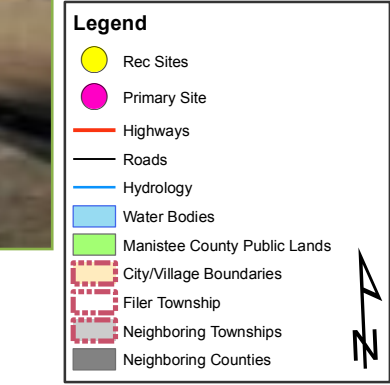 Legend
Rec Sites
Primary Site
Highways
Roads
Hydrology
Water Bodies
Manistee County Public Lands
City/Village Boundaries
Filer Township
Neighboring Townships
Neighboring Counties
N